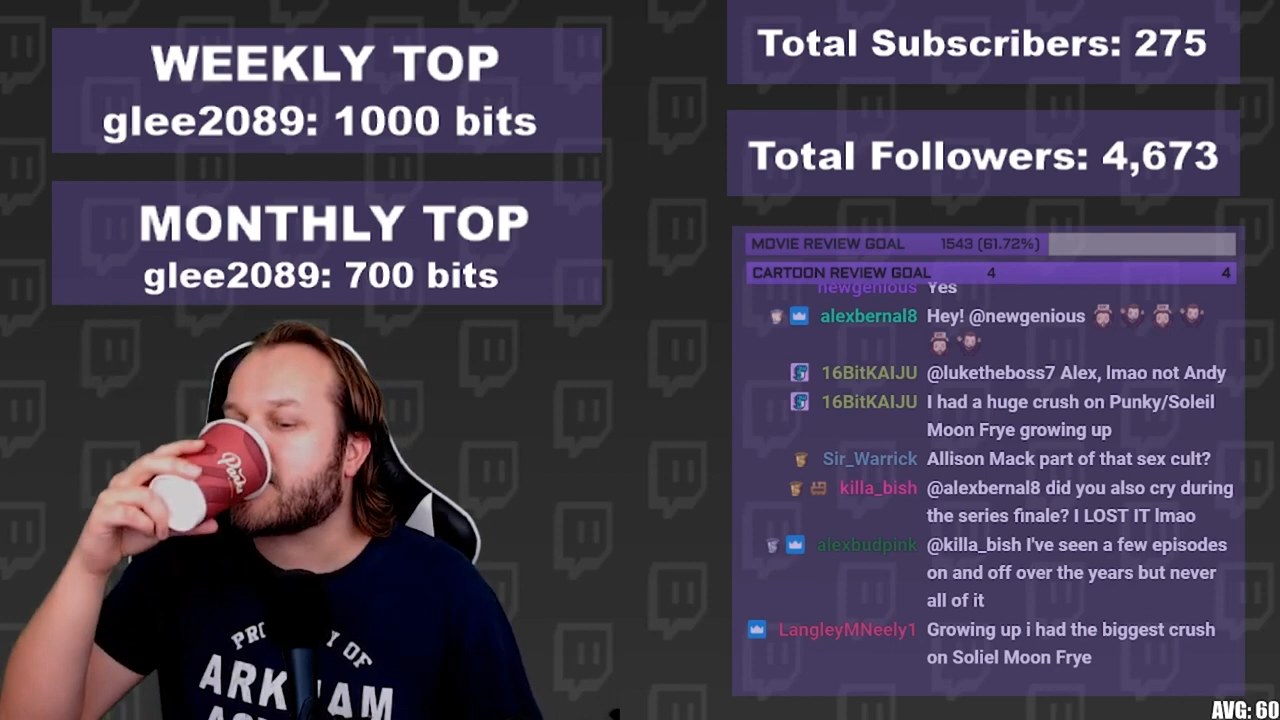 WEEKLY TOP
glee2089: 1000 bits
MONTHLY TOP
glee2089: 700 bits
Total Subscribers: 275
Total Followers: 4,673
MOVIE REVIEW GOAL 1543 (61.72%)
CARTOON REVIEW GOAL 4 4
newgenious Yes
alexbernal8 Hey! @newgenious
16BitKAIJU @luketheboss7 Alex, lmao not Andy
16BitKAIJU I had a huge crush on Punky/Soleil
Moon Frye growing up
Sir_Warrick Allison Mack part of that sex cult?
killa_bish @alexbernal8 did you also cry during
the series finale? I LOST IT lmao
alexbudpink @killa_bish I've seen a few episodes
on and off over the years but never
all of it
LangleyMNeely1 Growing up i had the biggest crush
on Soliel Moon Frye
Pank
PRO Y OF
ARK AM
AVG: 60